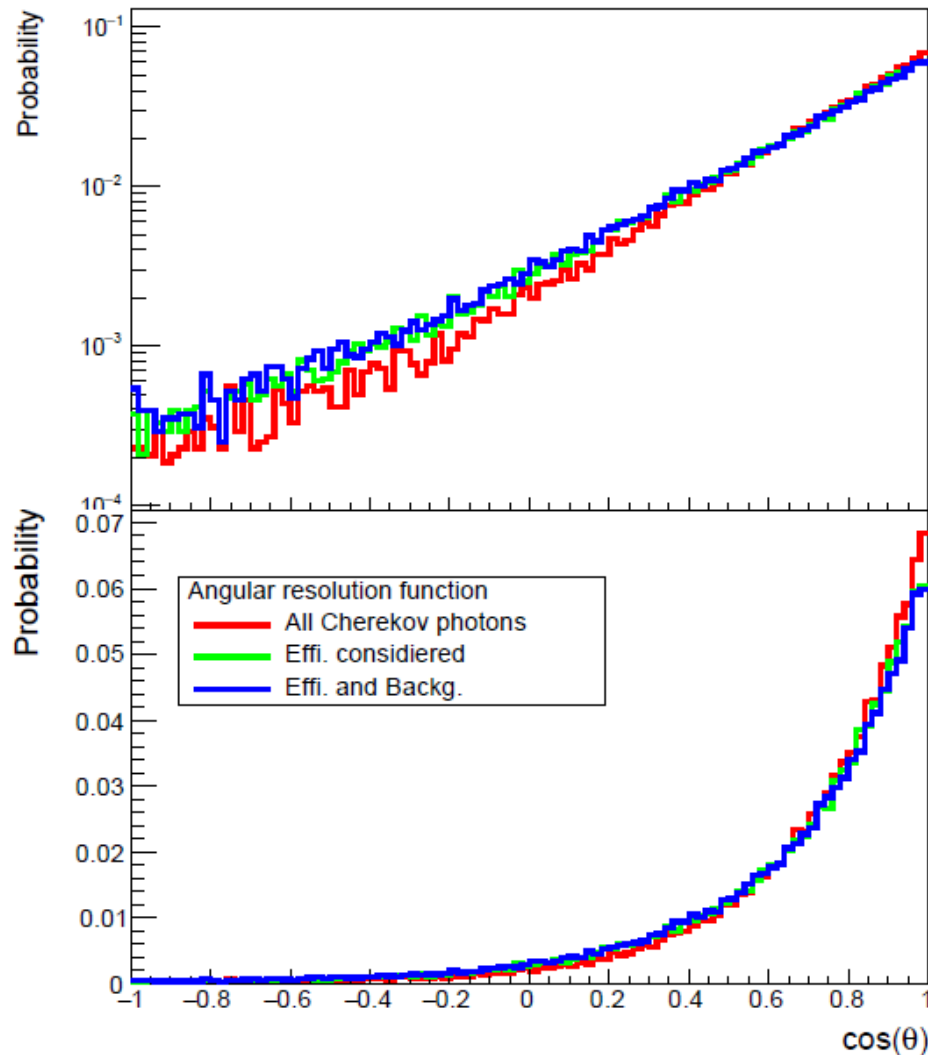 Probability
10⁻¹
10⁻²
10⁻³
10⁻⁴
Probability
0.07
0.06
0.05
0.04
0.03
0.02
0.01
0
Angular resolution function
All Cherekov photons
Effi. considiered
Effi. and Backg.
−1 −0.8 −0.6 −0.4 −0.2 0 0.2 0.4 0.6 0.8 1
cos(θ)